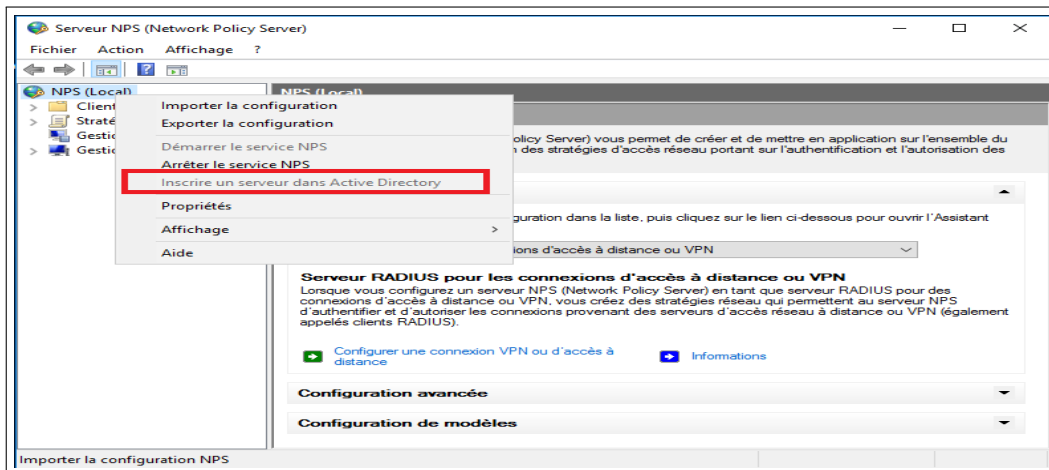 Serveur NPS (Network Policy Server)
Fichier Action Affichage ?
NPS (Local)
Client
Straté
Gestic
Gestic
Importer la configuration
Exporter la configuration
Démarrer le service NPS
Arrêter le service NPS
Inscrire un serveur dans Active Directory
Propriétés
Affichage >
Aide
NPS (Local)
olicy Server) vous permet de créer et de mettre en application sur l'ensemble du
des stratégies d'accès réseau portant sur l'authentification et l'autorisation des
guration dans la liste, puis cliquez sur le lien ci-dessous pour ouvrir l'Assistant
ions d'accès à distance ou VPN
Serveur RADIUS pour les connexions d'accès à distance ou VPN
Lorsque vous configurez un serveur NPS (Network Policy Server) en tant que serveur RADIUS pour des
connexions d'accès à distance ou VPN, vous créez des stratégies réseau qui permettent au serveur NPS
d'authentifier et d'autoriser les connexions provenant des serveurs d'accès réseau à distance ou VPN (également
appelés clients RADIUS).
Configurer une connexion VPN ou d'accès à
distance
Informations
Configuration avancée
Configuration de modèles
Importer la configuration NPS